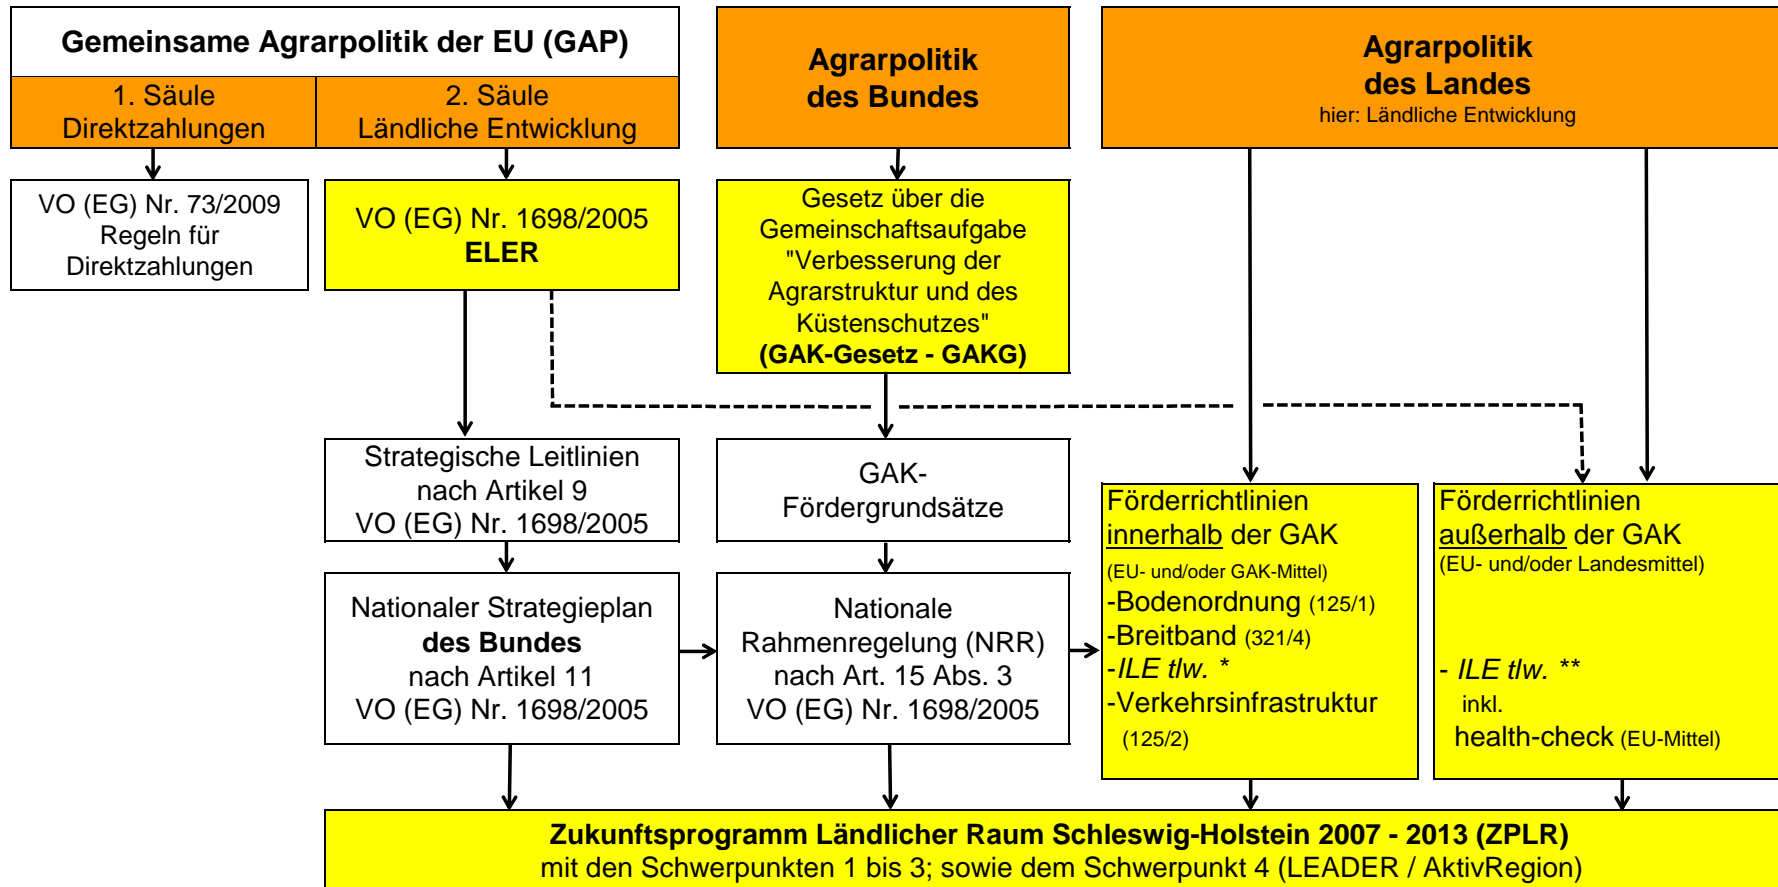 Gemeinsame Agrarpolitik der EU (GAP)
1. Säule
Direktzahlungen
2. Säule
Ländliche Entwicklung
Agrarpolitik
des Bundes
Agrarpolitik
des Landes
hier: Ländliche Entwicklung
VO (EG) Nr. 73/2009
Regeln für
Direktzahlungen
VO (EG) Nr. 1698/2005
ELER
Gesetz über die
Gemeinschaftsaufgabe
"Verbesserung der
Agrarstruktur und des
Küstenschutzes"
(GAK-Gesetz - GAKG)
Strategische Leitlinien
nach Artikel 9
VO (EG) Nr. 1698/2005
GAK-
Fördergrundsätze
Nationaler Strategieplan
des Bundes
nach Artikel 11
VO (EG) Nr. 1698/2005
Nationale
Rahmenregelung (NRR)
nach Art. 15 Abs. 3
VO (EG) Nr. 1698/2005
Förderrichtlinien
innerhalb der GAK
(EU- und/oder GAK-Mittel)
-Bodenordnung (125/1)
-Breitband (321/4)
-ILE tlw. *
-Verkehrsinfrastruktur
(125/2)
Förderrichtlinien
außerhalb der GAK
(EU- und/oder Landesmittel)
- ILE tlw. **
inkl.
health-check (EU-Mittel)
Zukunftsprogramm Ländlicher Raum Schleswig-Holstein 2007 - 2013 (ZPLR)
mit den Schwerpunkten 1 bis 3; sowie dem Schwerpunkt 4 (LEADER / AktivRegion)